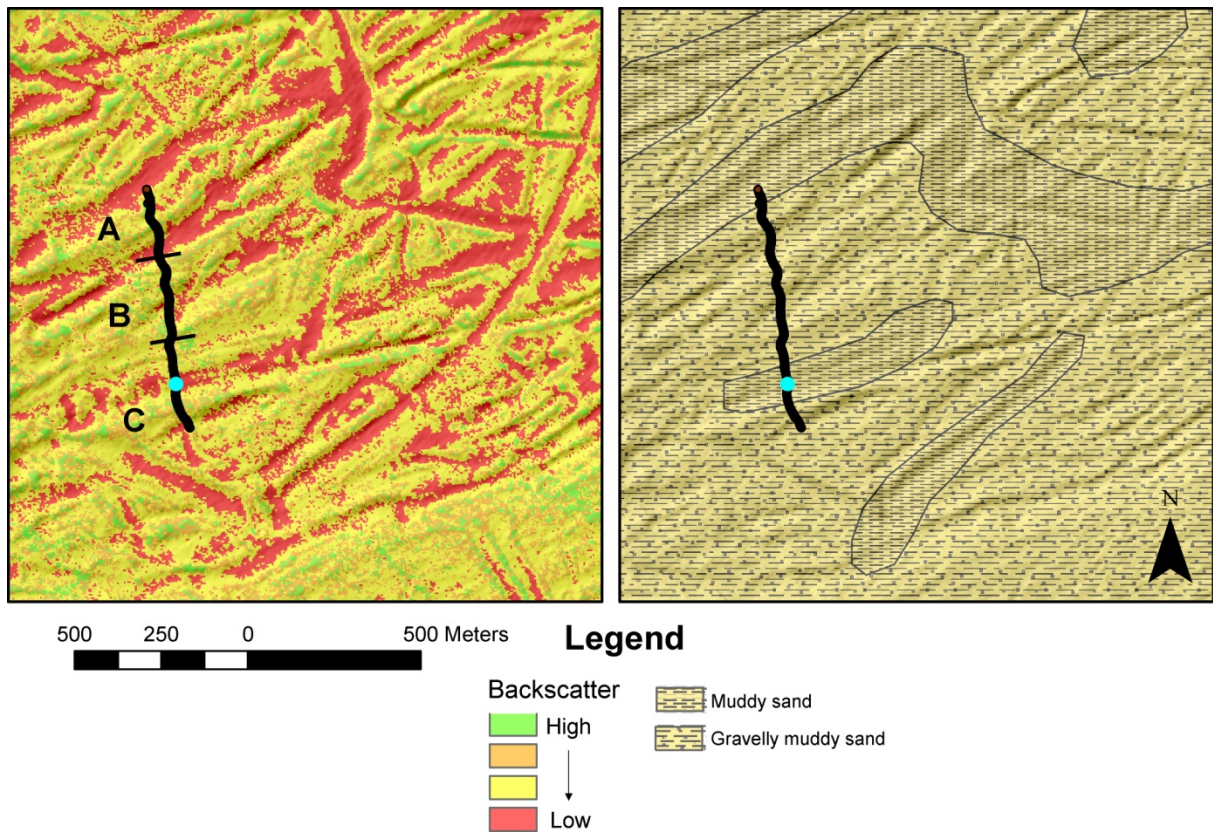 A
B
C
N
500 250 0 500 Meters
Legend
Backscatter
High
Low
Muddy sand
Gravelly muddy sand